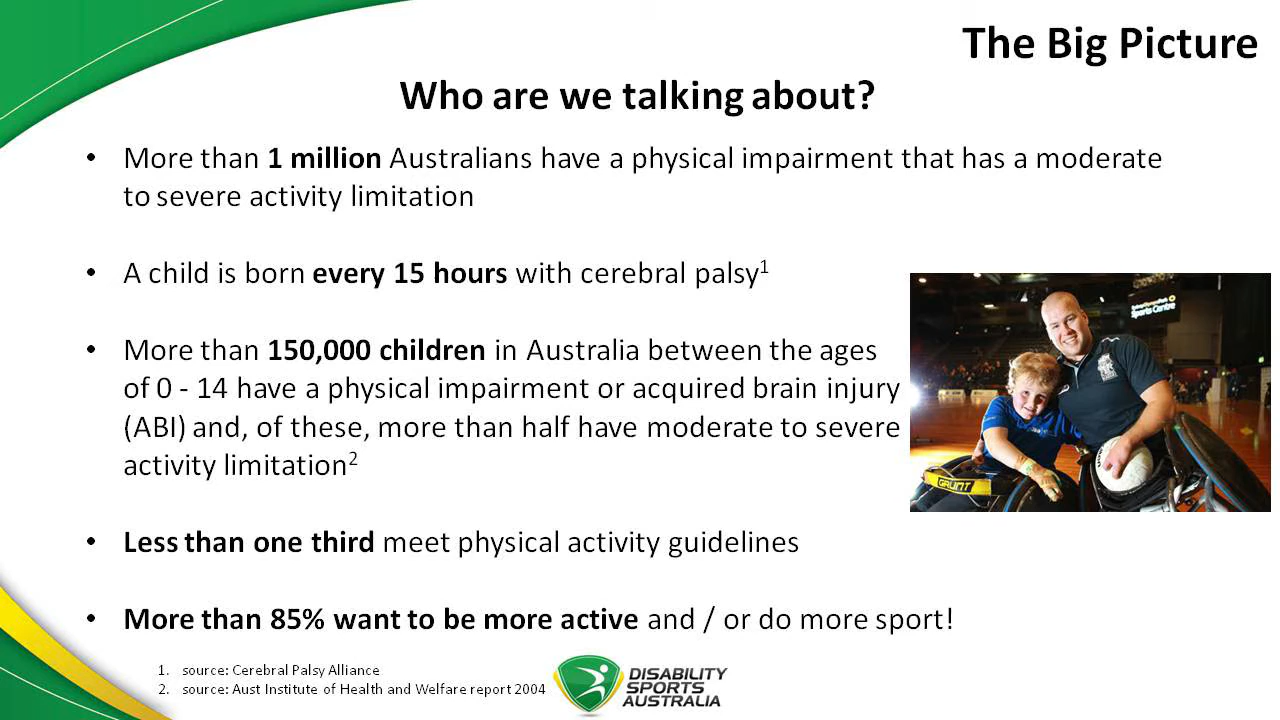 The Big Picture
Who are we talking about?
• More than 1 million Australians have a physical impairment that has a moderate
to severe activity limitation
• A child is born every 15 hours with cerebral palsy1
• More than 150,000 children in Australia between the ages
of 0 - 14 have a physical impairment or acquired brain injury
(ABI) and, of these, more than half have moderate to severe
activity limitation2
Sports Centre
GRUNT
• Less than one third meet physical activity guidelines
• More than 85% want to be more active and / or do more sport!
1. source: Cerebral Palsy Alliance
2. source: Aust Institute of Health and Welfare report 2004
DISABILITY
SPORTS
AUSTRALIA